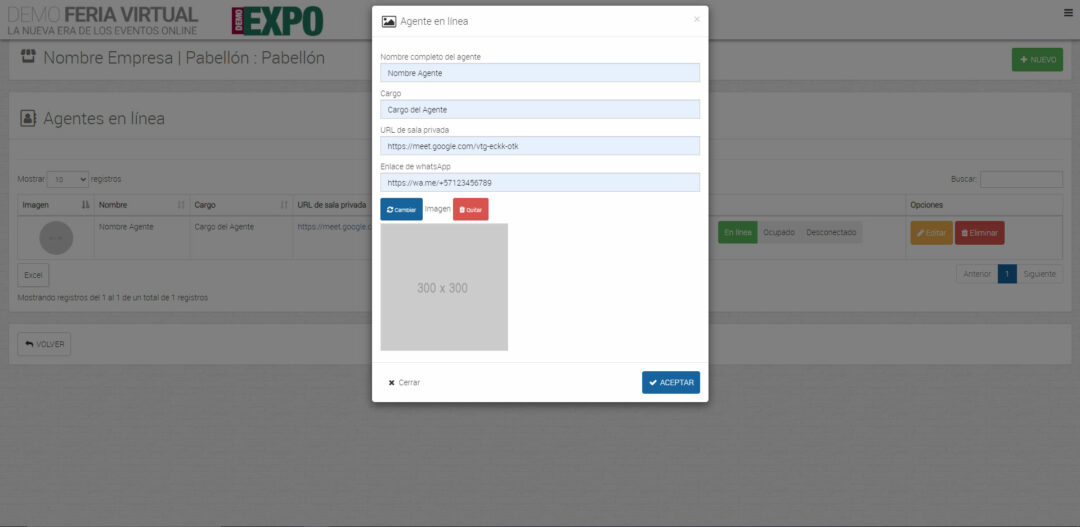 DEMO FERIA VIRTUAL
LA NUEVA ERA DE LOS EVENTOS ONLINE
DEMO EXPO
Nombre Empresa | Pabellón : Pabellón
+ NUEVO
Agentes en línea
Mostrar 10 registros
Buscar:
Imagen Nombre Cargo URL de sala privada Opciones
Nombre Agente Cargo del Agente https://meet.google.c En línea Ocupado Desconectado Editar Eliminar
Excel
Anterior 1 Siguiente
Mostrando registros del 1 al 1 de un total de 1 registros
VOLVER
Agente en línea
×
Nombre completo del agente
Nombre Agente
Cargo
Cargo del Agente
URL de sala privada
https://meet.google.com/vtg-eckk-otk
Enlace de whatsApp
https://wa.me/+57123456789
Cambiar Imagen Quitar
300 x 300
Cerrar
ACEPTAR